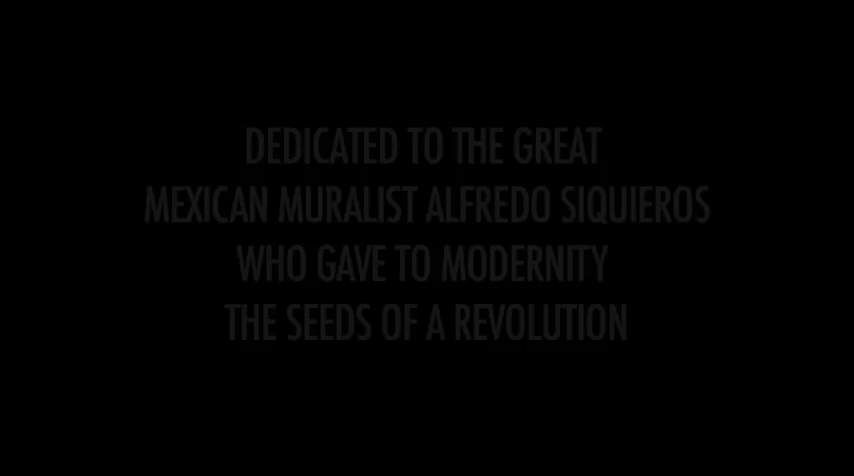 DEDICATED TO THE GREAT
MEXICAN MURALIST ALFREDO SIQUIEROS
WHO GAVE TO MODERNITY
THE SEEDS OF A REVOLUTION